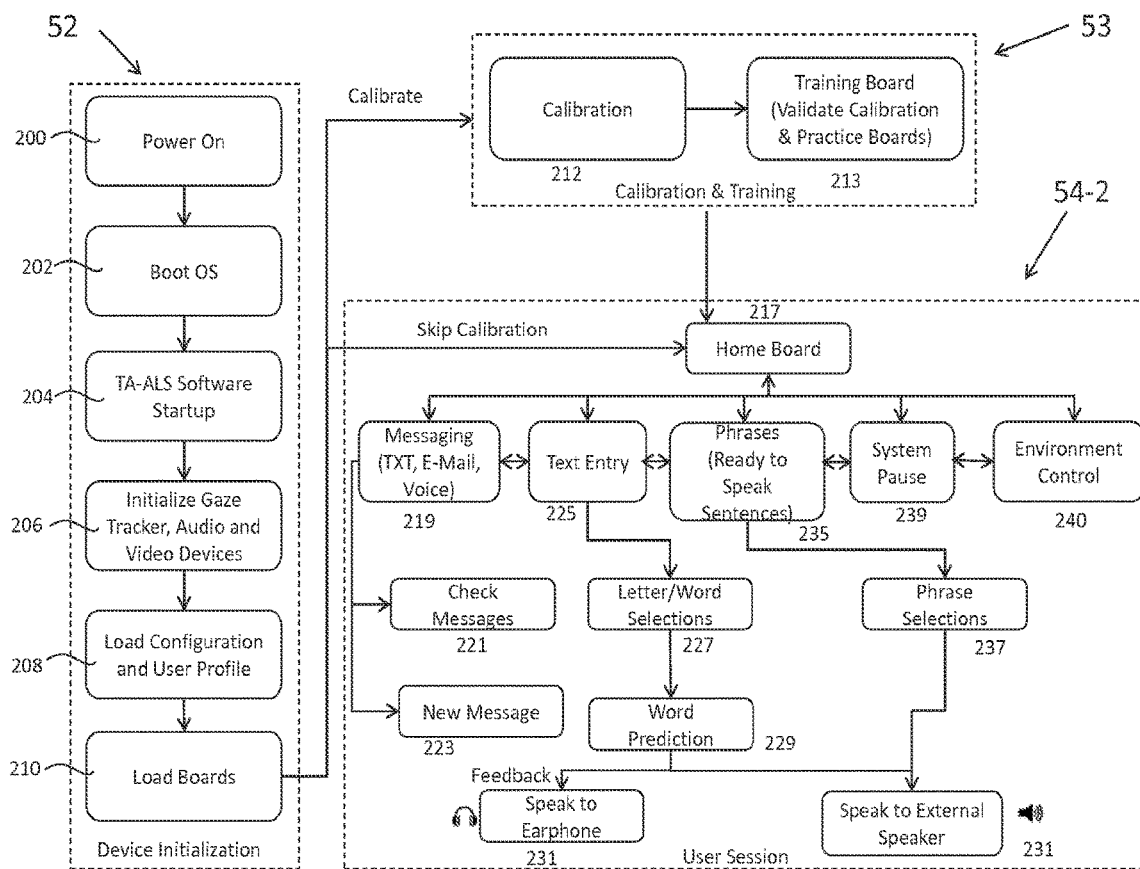 52
200
Power On
202
Boot OS
204
TA-ALS Software
Startup
206
Initialize Gaze
Tracker, Audio and
Video Devices
208
Load Configuration
and User Profile
210
Load Boards
Device Initialization
Calibrate
53
Calibration
212
Training Board
(Validate Calibration
& Practice Boards)
213
Calibration & Training
54-2
Skip Calibration
217
Home Board
Messaging
(TXT, E-Mail,
Voice)
219
Text Entry
225
Phrases
(Ready to
Speak
Sentences)
235
System
Pause
239
Environment
Control
240
Check
Messages
221
New Message
223
Letter/Word
Selections
227
Word
Prediction
229
Phrase
Selections
237
Feedback
Speak to
Earphone
231
Speak to External
Speaker
231
User Session